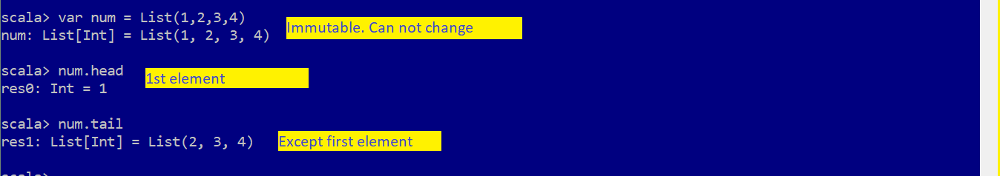 scala> var num = List(1,2,3,4)
num: List[Int] = List(1, 2, 3, 4)
Immutable. Can not change
scala> num.head
1st element
res0: Int = 1
scala> num.tail
res1: List[Int] = List(2, 3, 4)
Except first element
scala>